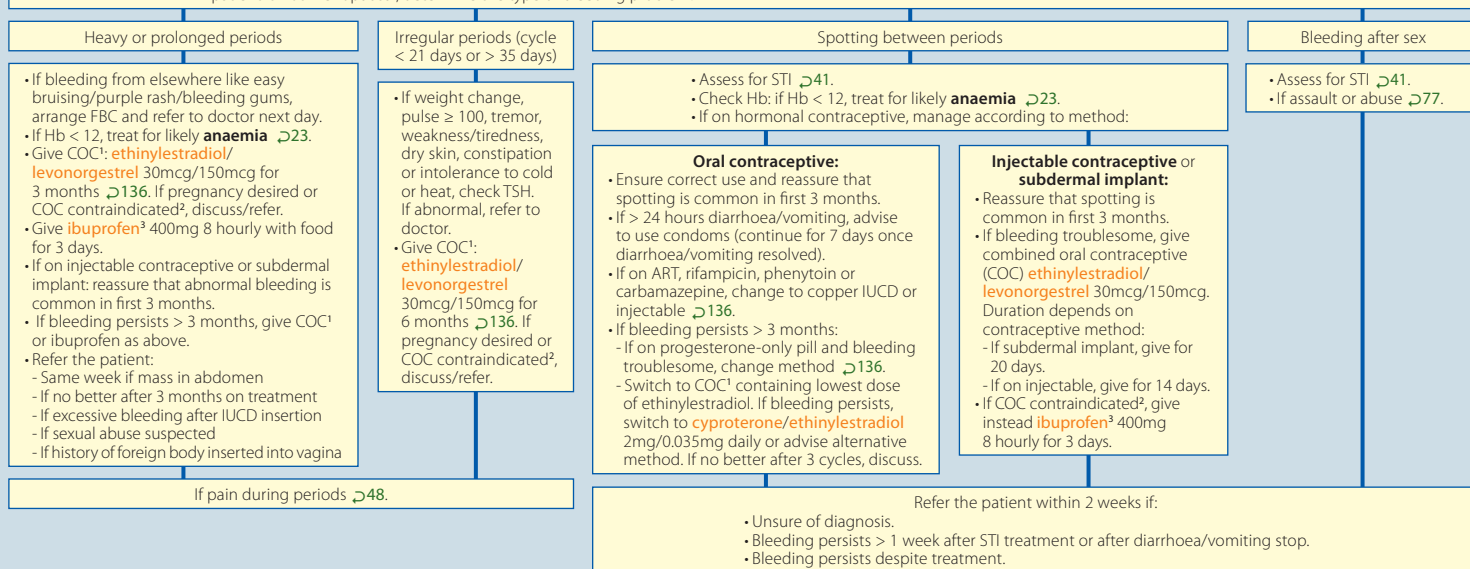 Heavy or prolonged periods
• If bleeding from elsewhere like easy
bruising/purple rash/bleeding gums,
arrange FBC and refer to doctor next day.
• If Hb < 12, treat for likely anaemia ⊃23.
• Give COC¹: ethinylestradiol/
levonorgestrel 30mcg/150mcg for
3 months ⊃136. If pregnancy desired or
COC contraindicated², discuss/refer.
• Give ibuprofen³ 400mg 8 hourly with food
for 3 days.
• If on injectable contraceptive or subdermal
implant: reassure that abnormal bleeding is
common in first 3 months.
• If bleeding persists > 3 months, give COC¹
or ibuprofen as above.
• Refer the patient:
- Same week if mass in abdomen
- If no better after 3 months on treatment
- If excessive bleeding after IUCD insertion
- If sexual abuse suspected
- If history of foreign body inserted into vagina
Irregular periods (cycle
< 21 days or > 35 days)
• If weight change,
pulse ≥ 100, tremor,
weakness/tiredness,
dry skin, constipation
or intolerance to cold
or heat, check TSH.
If abnormal, refer to
doctor.
• Give COC¹:
ethinylestradiol/
levonorgestrel
30mcg/150mcg for
6 months ⊃136. If
pregnancy desired or
COC contraindicated²,
discuss/refer.
If pain during periods ⊃48.
Spotting between periods
• Assess for STI ⊃41.
• Check Hb: if Hb < 12, treat for likely anaemia ⊃23.
• If on hormonal contraceptive, manage according to method:
Oral contraceptive:
• Ensure correct use and reassure that
spotting is common in first 3 months.
• If > 24 hours diarrhoea/vomiting, advise
to use condoms (continue for 7 days once
diarrhoea/vomiting resolved).
• If on ART, rifampicin, phenytoin or
carbamazepine, change to copper IUCD or
injectable ⊃136.
• If bleeding persists > 3 months:
- If on progesterone-only pill and bleeding
troublesome, change method ⊃136.
- Switch to COC¹ containing lowest dose
of ethinylestradiol. If bleeding persists,
switch to cyproterone/ethinylestradiol
2mg/0.035mg daily or advise alternative
method. If no better after 3 cycles, discuss.
Injectable contraceptive or
subdermal implant:
• Reassure that spotting is
common in first 3 months.
• If bleeding troublesome, give
combined oral contraceptive
(COC) ethinylestradiol/
levonorgestrel 30mcg/150mcg.
Duration depends on
contraceptive method:
- If subdermal implant, give for
20 days.
- If on injectable, give for 14 days.
• If COC contraindicated², give
instead ibuprofen³ 400mg
8 hourly for 3 days.
Bleeding after sex
• Assess for STI ⊃41.
• If assault or abuse ⊃77.
Refer the patient within 2 weeks if:
• Unsure of diagnosis.
• Bleeding persists > 1 week after STI treatment or after diarrhoea/vomiting stop.
• Bleeding persists despite treatment.